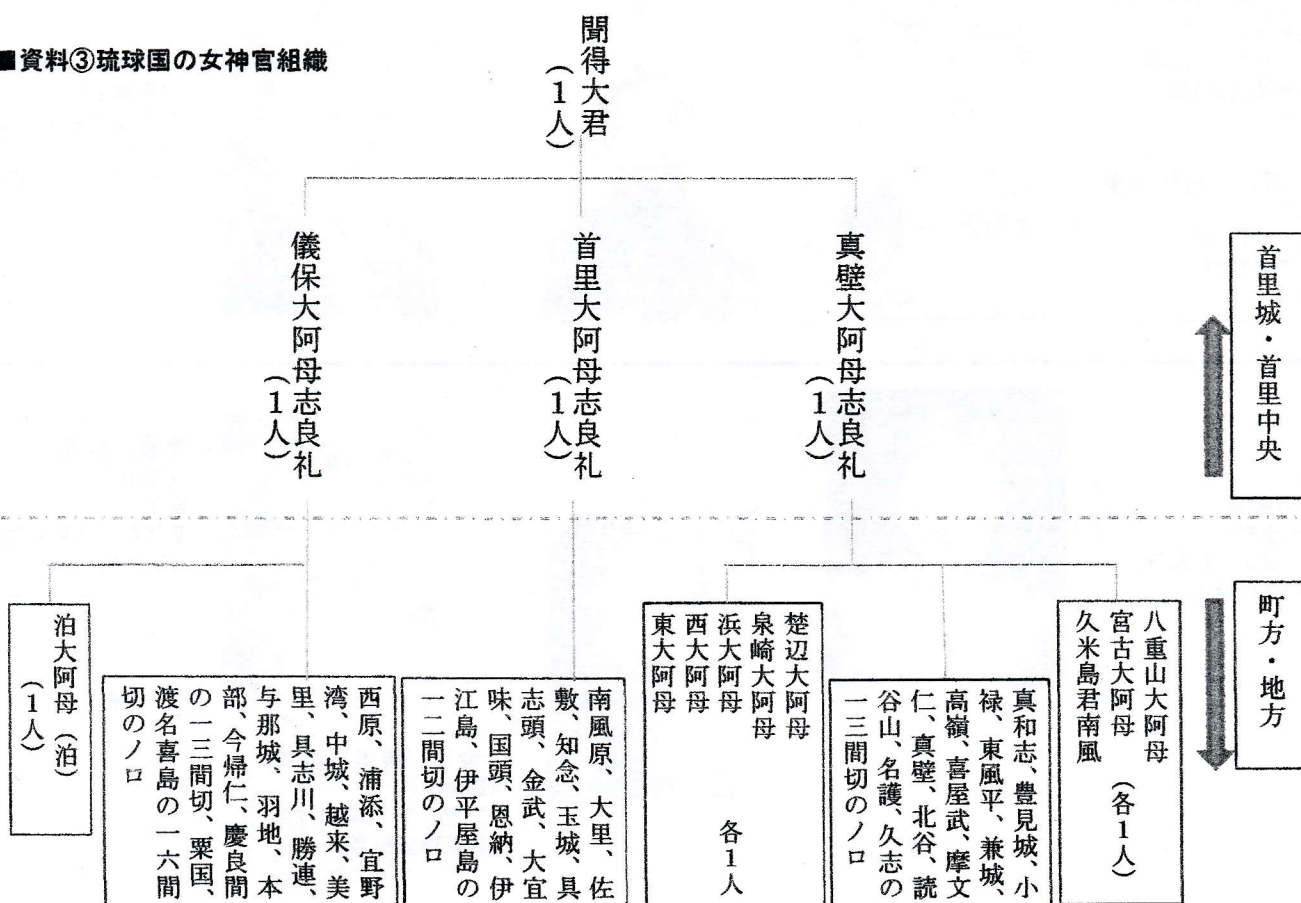 ■資料③琉球国の女神官組織
聞得大君
（1人）
首里城・首里中央
真壁大阿母志良礼
（1人）
首里大阿母志良礼
（1人）
儀保大阿母志良礼
（1人）
町方・地方
八重山大阿母
宮古大阿母　（各1人）
久米島君南風
真和志、豊見城、小
禄、東風平、兼城、
高嶺、喜屋武、摩文
仁、真壁、北谷、読
谷山、名護、久志の
一三間切のノロ
楚辺大阿母
泉崎大阿母
浜大阿母　各1人
西大阿母
東大阿母
南風原、大里、佐
敷、知念、玉城、具
志頭、金武、大宜
味、国頭、恩納、伊
江島、伊平屋島の
一二間切のノロ
西原、浦添、宜野
湾、中城、越来、美
里、具志川、勝連、
与那城、羽地、本
部、今帰仁、慶良間
の一三間切、粟国、
渡名喜島の一六間
切のノロ
泊大阿母（泊）
（1人）